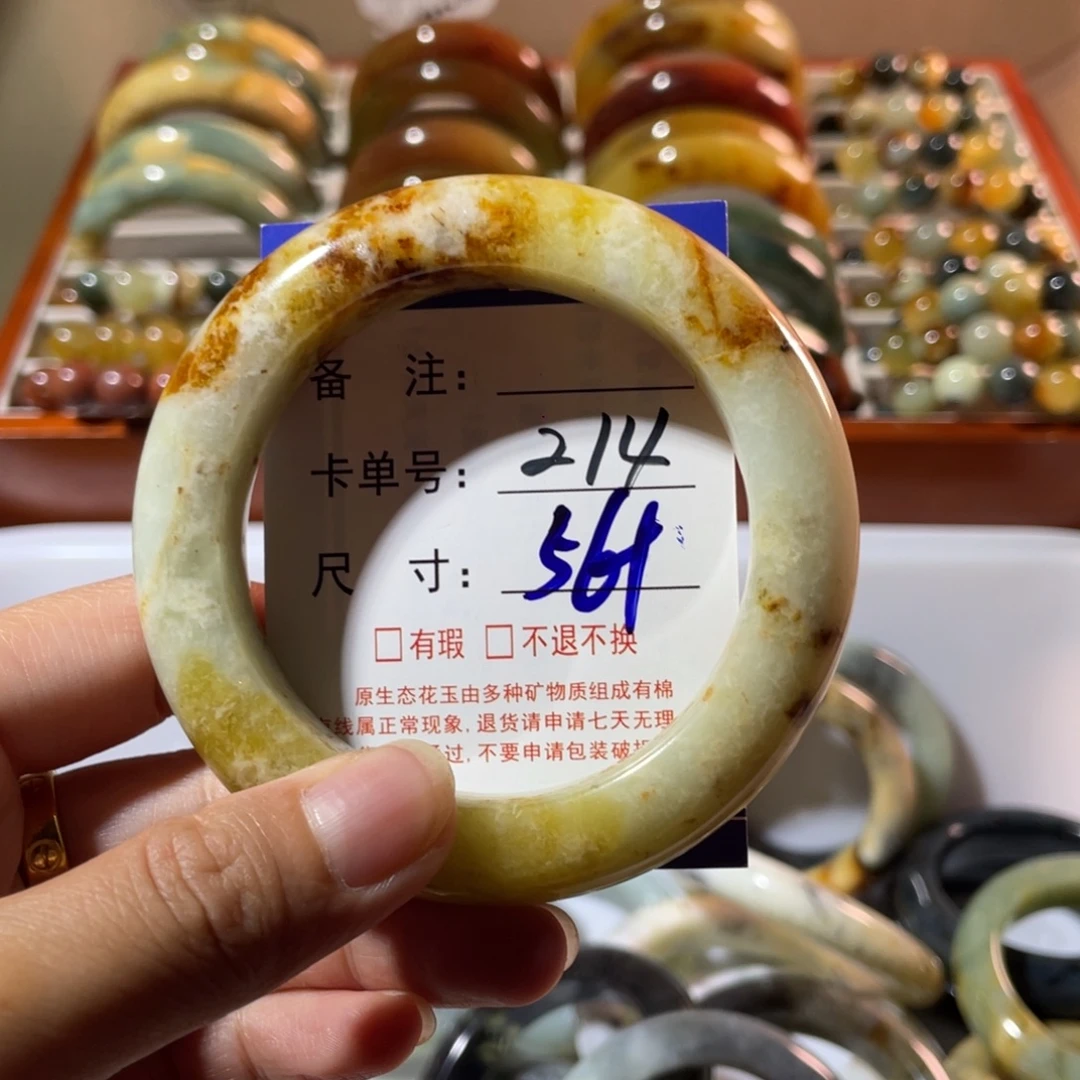 备 注:
卡单号: 214
尺 寸: 56
□有瑕 □不退不换
原生态花玉由多种矿物质组成有棉
线属正常现象,退货请申请七天无理
过,不要申请包装破损